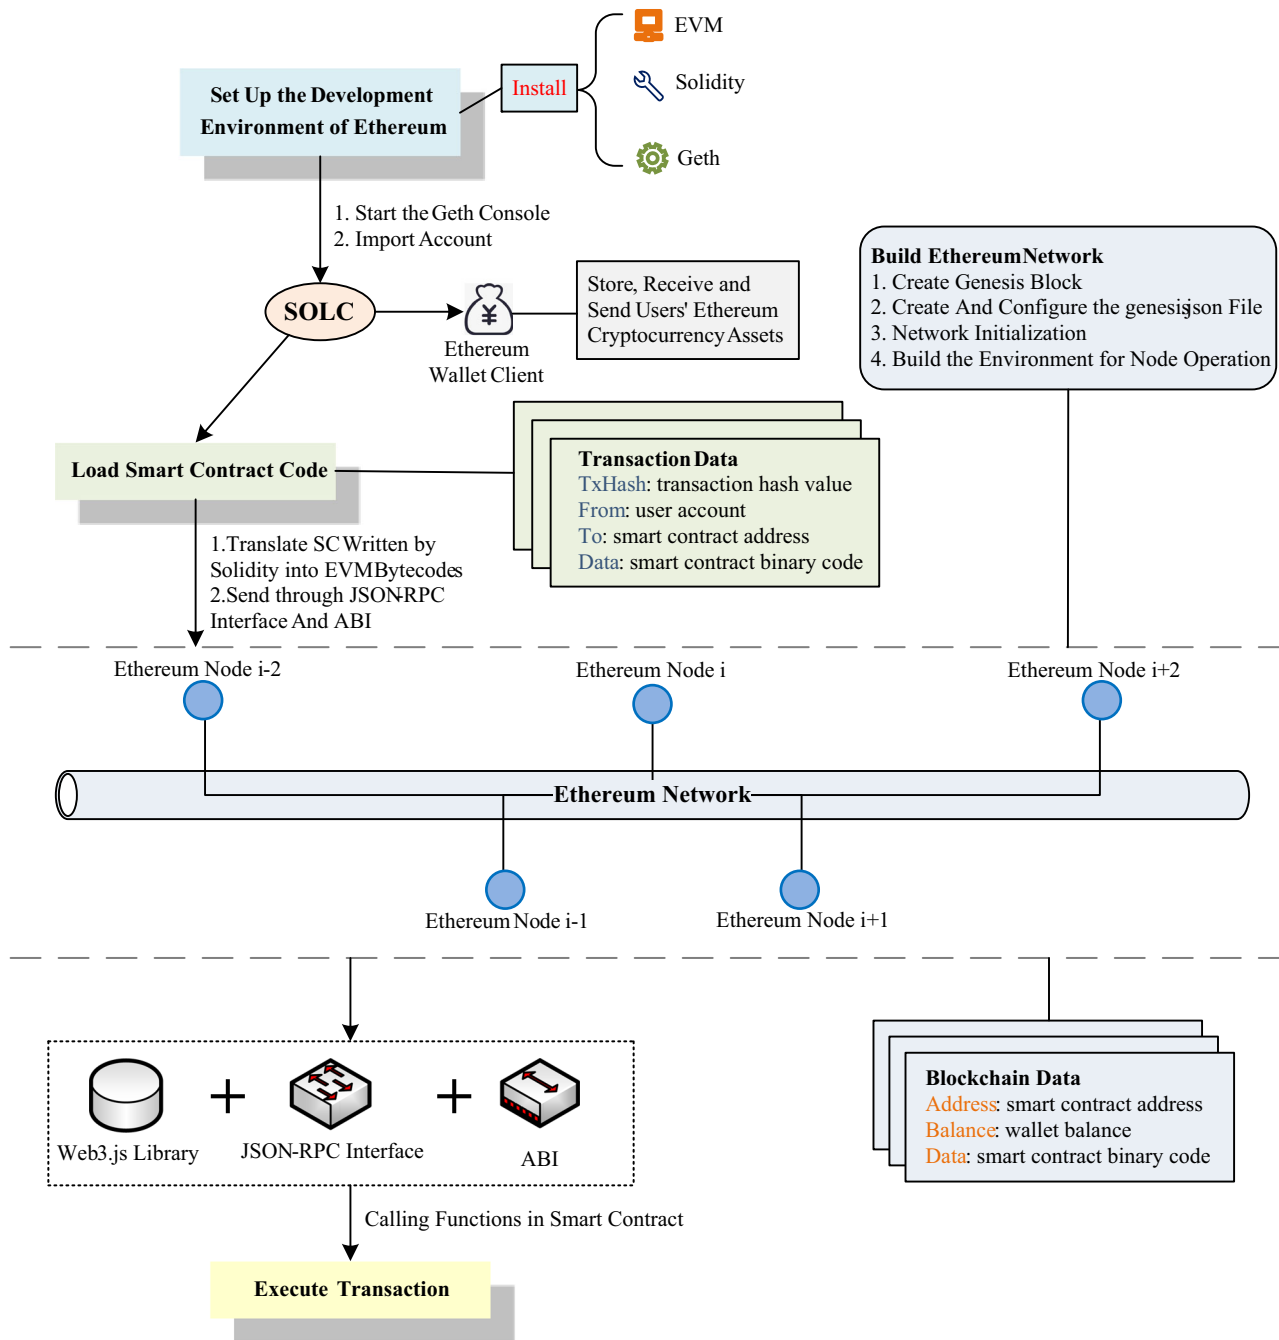 EVM
Set Up the Development
Environment of Ethereum
Install
Solidity
Geth
1. Start the Geth Console
2. Import Account
Build Ethereum Network
1. Create Genesis Block
2. Create And Configure the genesisjson File
3. Network Initialization
4. Build the Environment for Node Operation
SOLC
Ethereum
Wallet Client
Store, Receive and
Send Users' Ethereum
Cryptocurrency Assets
Load Smart Contract Code
Transaction Data
TxHash: transaction hash value
From: user account
To: smart contract address
Data: smart contract binary code
1.Translate SC Written by
Solidity into EVM Bytecodes
2.Send through JSON-RPC
Interface And ABI
Ethereum Node i-2
Ethereum Node i
Ethereum Node i+2
Ethereum Network
Ethereum Node i-1
Ethereum Node i+1
Web3.js Library
JSON-RPC Interface
ABI
Blockchain Data
Address: smart contract address
Balance: wallet balance
Data: smart contract binary code
Calling Functions in Smart Contract
Execute Transaction